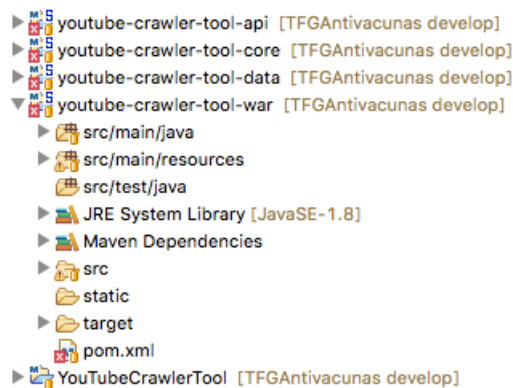 youtube-crawler-tool-api [TFGAntivacunas develop]
youtube-crawler-tool-core [TFGAntivacunas develop]
youtube-crawler-tool-data [TFGAntivacunas develop]
youtube-crawler-tool-war [TFGAntivacunas develop]
src/main/java
src/main/resources
src/test/java
JRE System Library [JavaSE-1.8]
Maven Dependencies
src
static
target
pom.xml
YouTubeCrawlerTool [TFGAntivacunas develop]